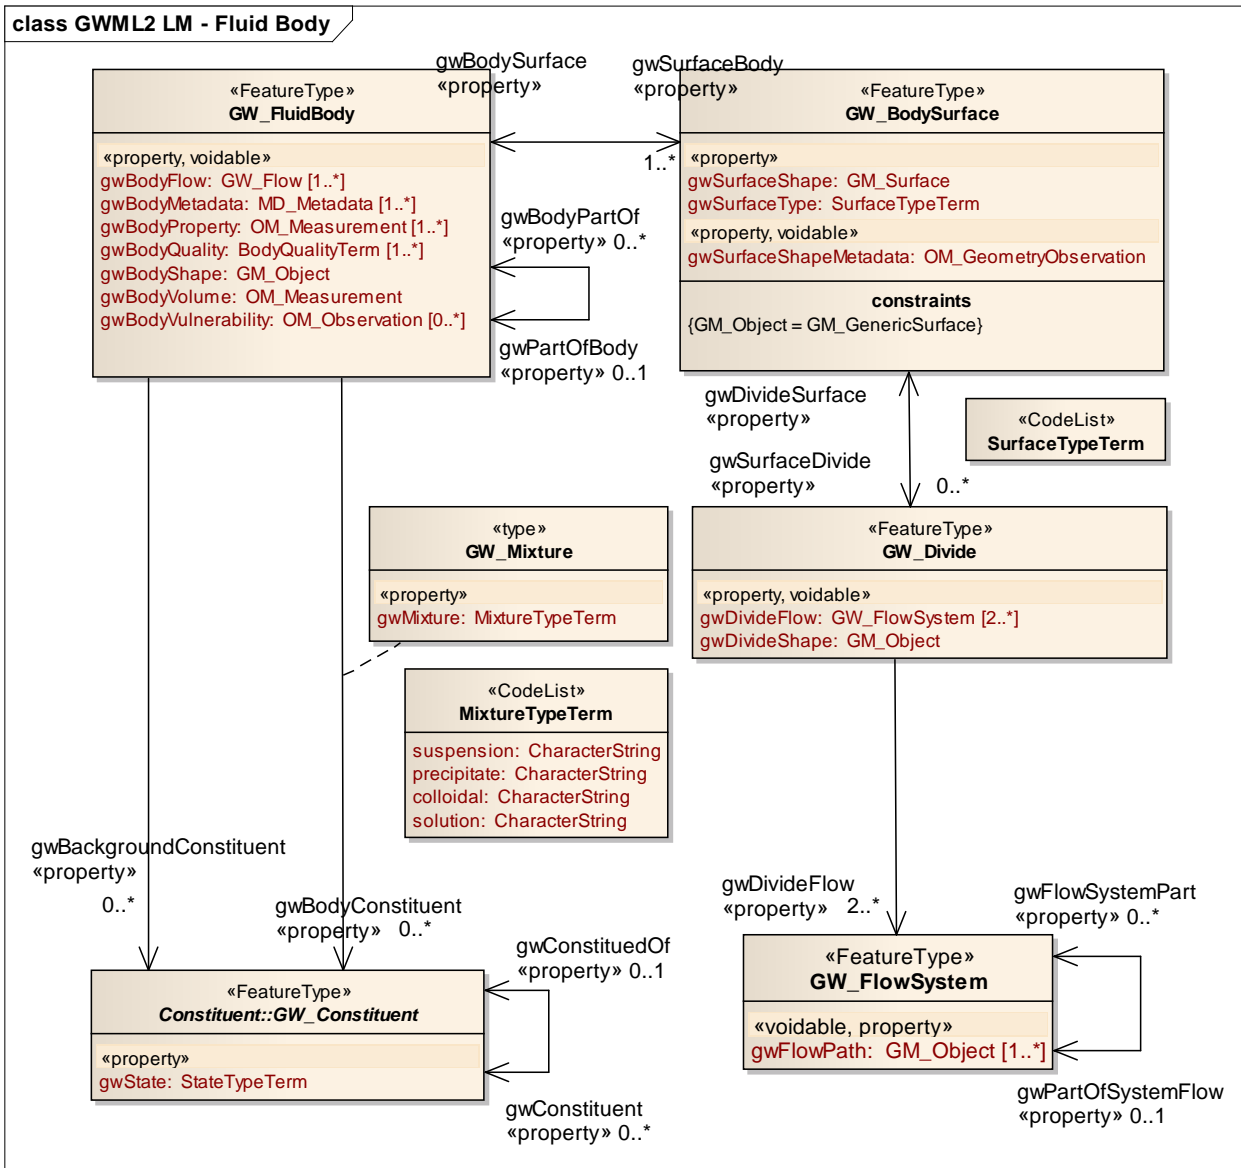 class GWML2 LM - Fluid Body
«FeatureType»
GW_FluidBody
«property, voidable»
gwBodyFlow: GW_Flow [1..*]
gwBodyMetadata: MD_Metadata [1..*]
gwBodyProperty: OM_Measurement [1..*]
gwBodyQuality: BodyQualityTerm [1..*]
gwBodyShape: GM_Object
gwBodyVolume: OM_Measurement
gwBodyVulnerability: OM_Observation [0..*]
gwBodySurface
«property»
gwSurfaceBody
«property»
1..*
«FeatureType»
GW_BodySurface
«property»
gwSurfaceShape: GM_Surface
gwSurfaceType: SurfaceTypeTerm
«property, voidable»
gwSurfaceShapeMetadata: OM_GeometryObservation
constraints
{GM_Object = GM_GenericSurface}
gwBodyPartOf
«property» 0..*
gwPartOfBody
«property» 0..1
gwDivideSurface
«property»
gwSurfaceDivide
«property»
0..*
«CodeList»
SurfaceTypeTerm
«type»
GW_Mixture
«property»
gwMixture: MixtureTypeTerm
«FeatureType»
GW_Divide
«property, voidable»
gwDivideFlow: GW_FlowSystem [2..*]
gwDivideShape: GM_Object
«CodeList»
MixtureTypeTerm
suspension: CharacterString
precipitate: CharacterString
colloidal: CharacterString
solution: CharacterString
gwBackgroundConstituent
«property»
0..*
gwBodyConstituent
«property» 0..*
gwConstituedOf
«property» 0..1
gwDivideFlow
«property» 2..*
gwFlowSystemPart
«property» 0..*
«FeatureType»
Constituent::GW_Constituent
«property»
gwState: StateTypeTerm
gwConstituent
«property» 0..*
«FeatureType»
GW_FlowSystem
«voidable, property»
gwFlowPath: GM_Object [1..*]
gwPartOfSystemFlow
«property» 0..1